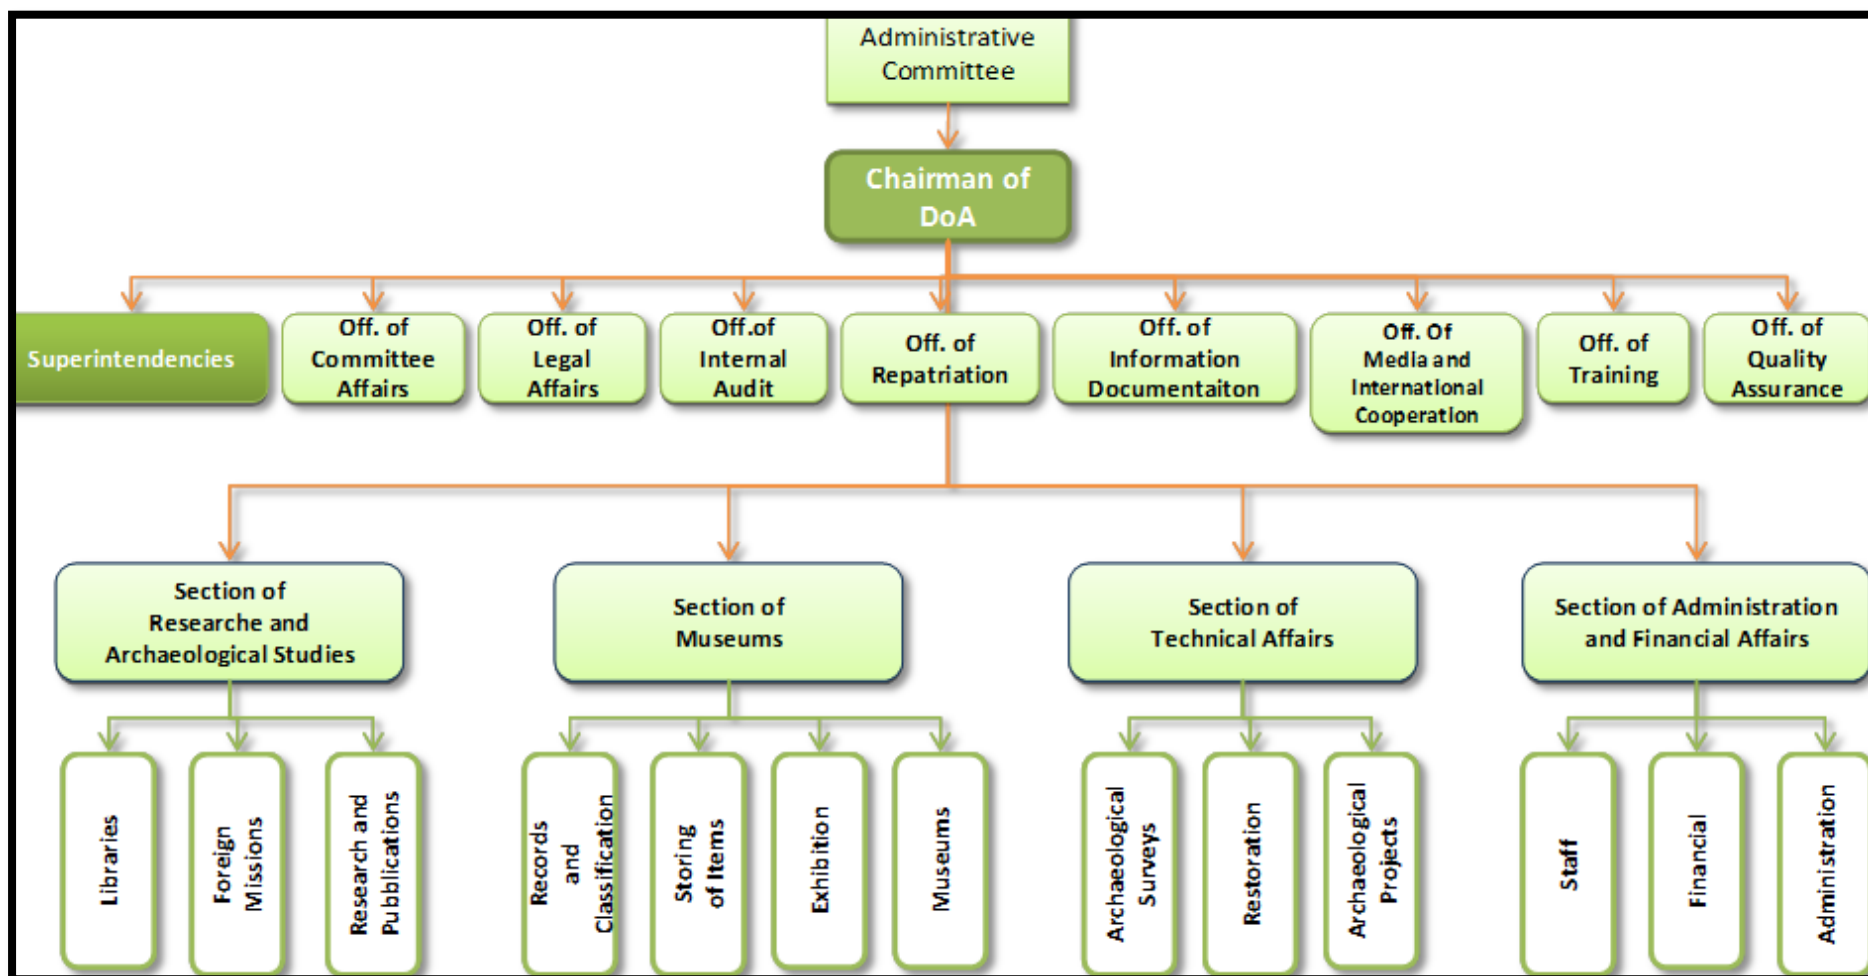 Administrative
Committee
Chairman of
DoA
Superintendencies
Off. of
Committee
Affairs
Off. of
Legal
Affairs
Off.of
Internal
Audit
Off. of
Repatriation
Off. of
Information
Documentaiton
Off. Of
Media and
International
Cooperation
Off. of
Training
Off. of
Quality
Assurance
Section of
Researche and
Archaeological Studies
Section of
Museums
Section of
Technical Affairs
Section of Administration
and Financial Affairs
Libraries
Foreign
Missions
Research and
Publications
Records
and
Classification
Storing
of Items
Exhibition
Museums
Archaeological
Surveys
Restoration
Archaeological
Projects
Staff
Financial
Administration